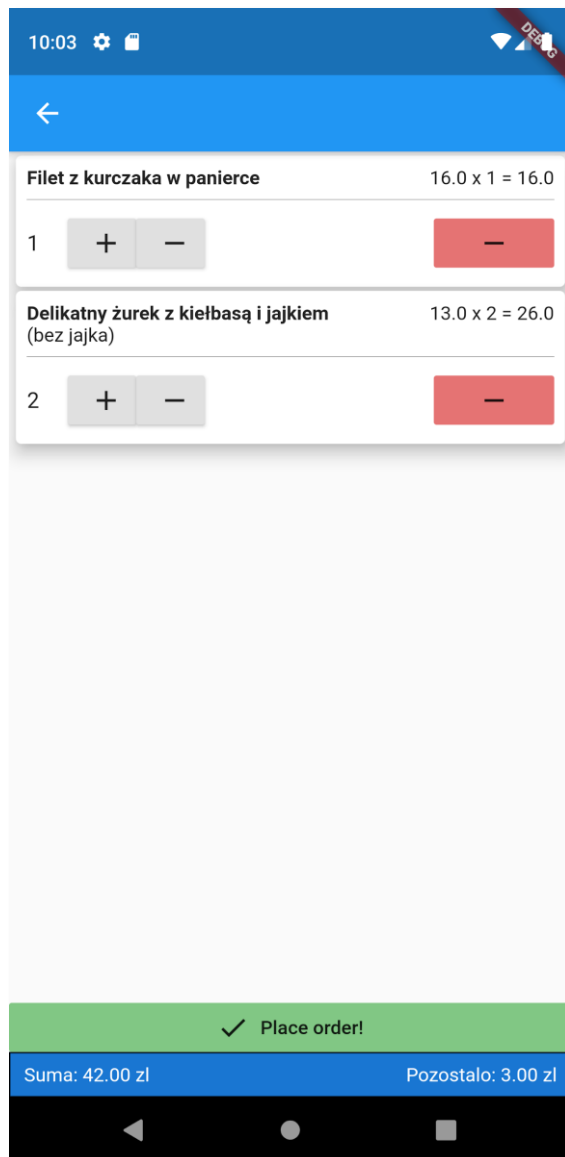 10:03
DEBUG
Filet z kurczaka w panierce 16.0 x 1 = 16.0
1 + −
−
Delikatny żurek z kiełbasą i jajkiem 13.0 x 2 = 26.0
(bez jajka)
2 + −
−
Place order!
Suma: 42.00 zl Pozostalo: 3.00 zl